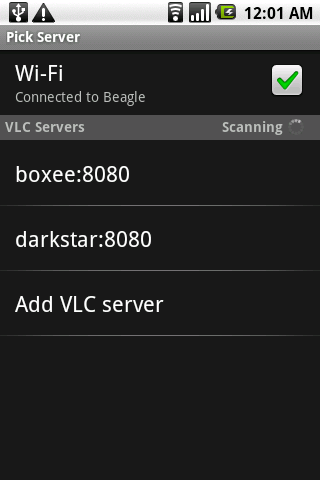 12:01 AM
Pick Server
Wi-Fi
Connected to Beagle
VLC Servers Scanning
boxee:8080
darkstar:8080
Add VLC server